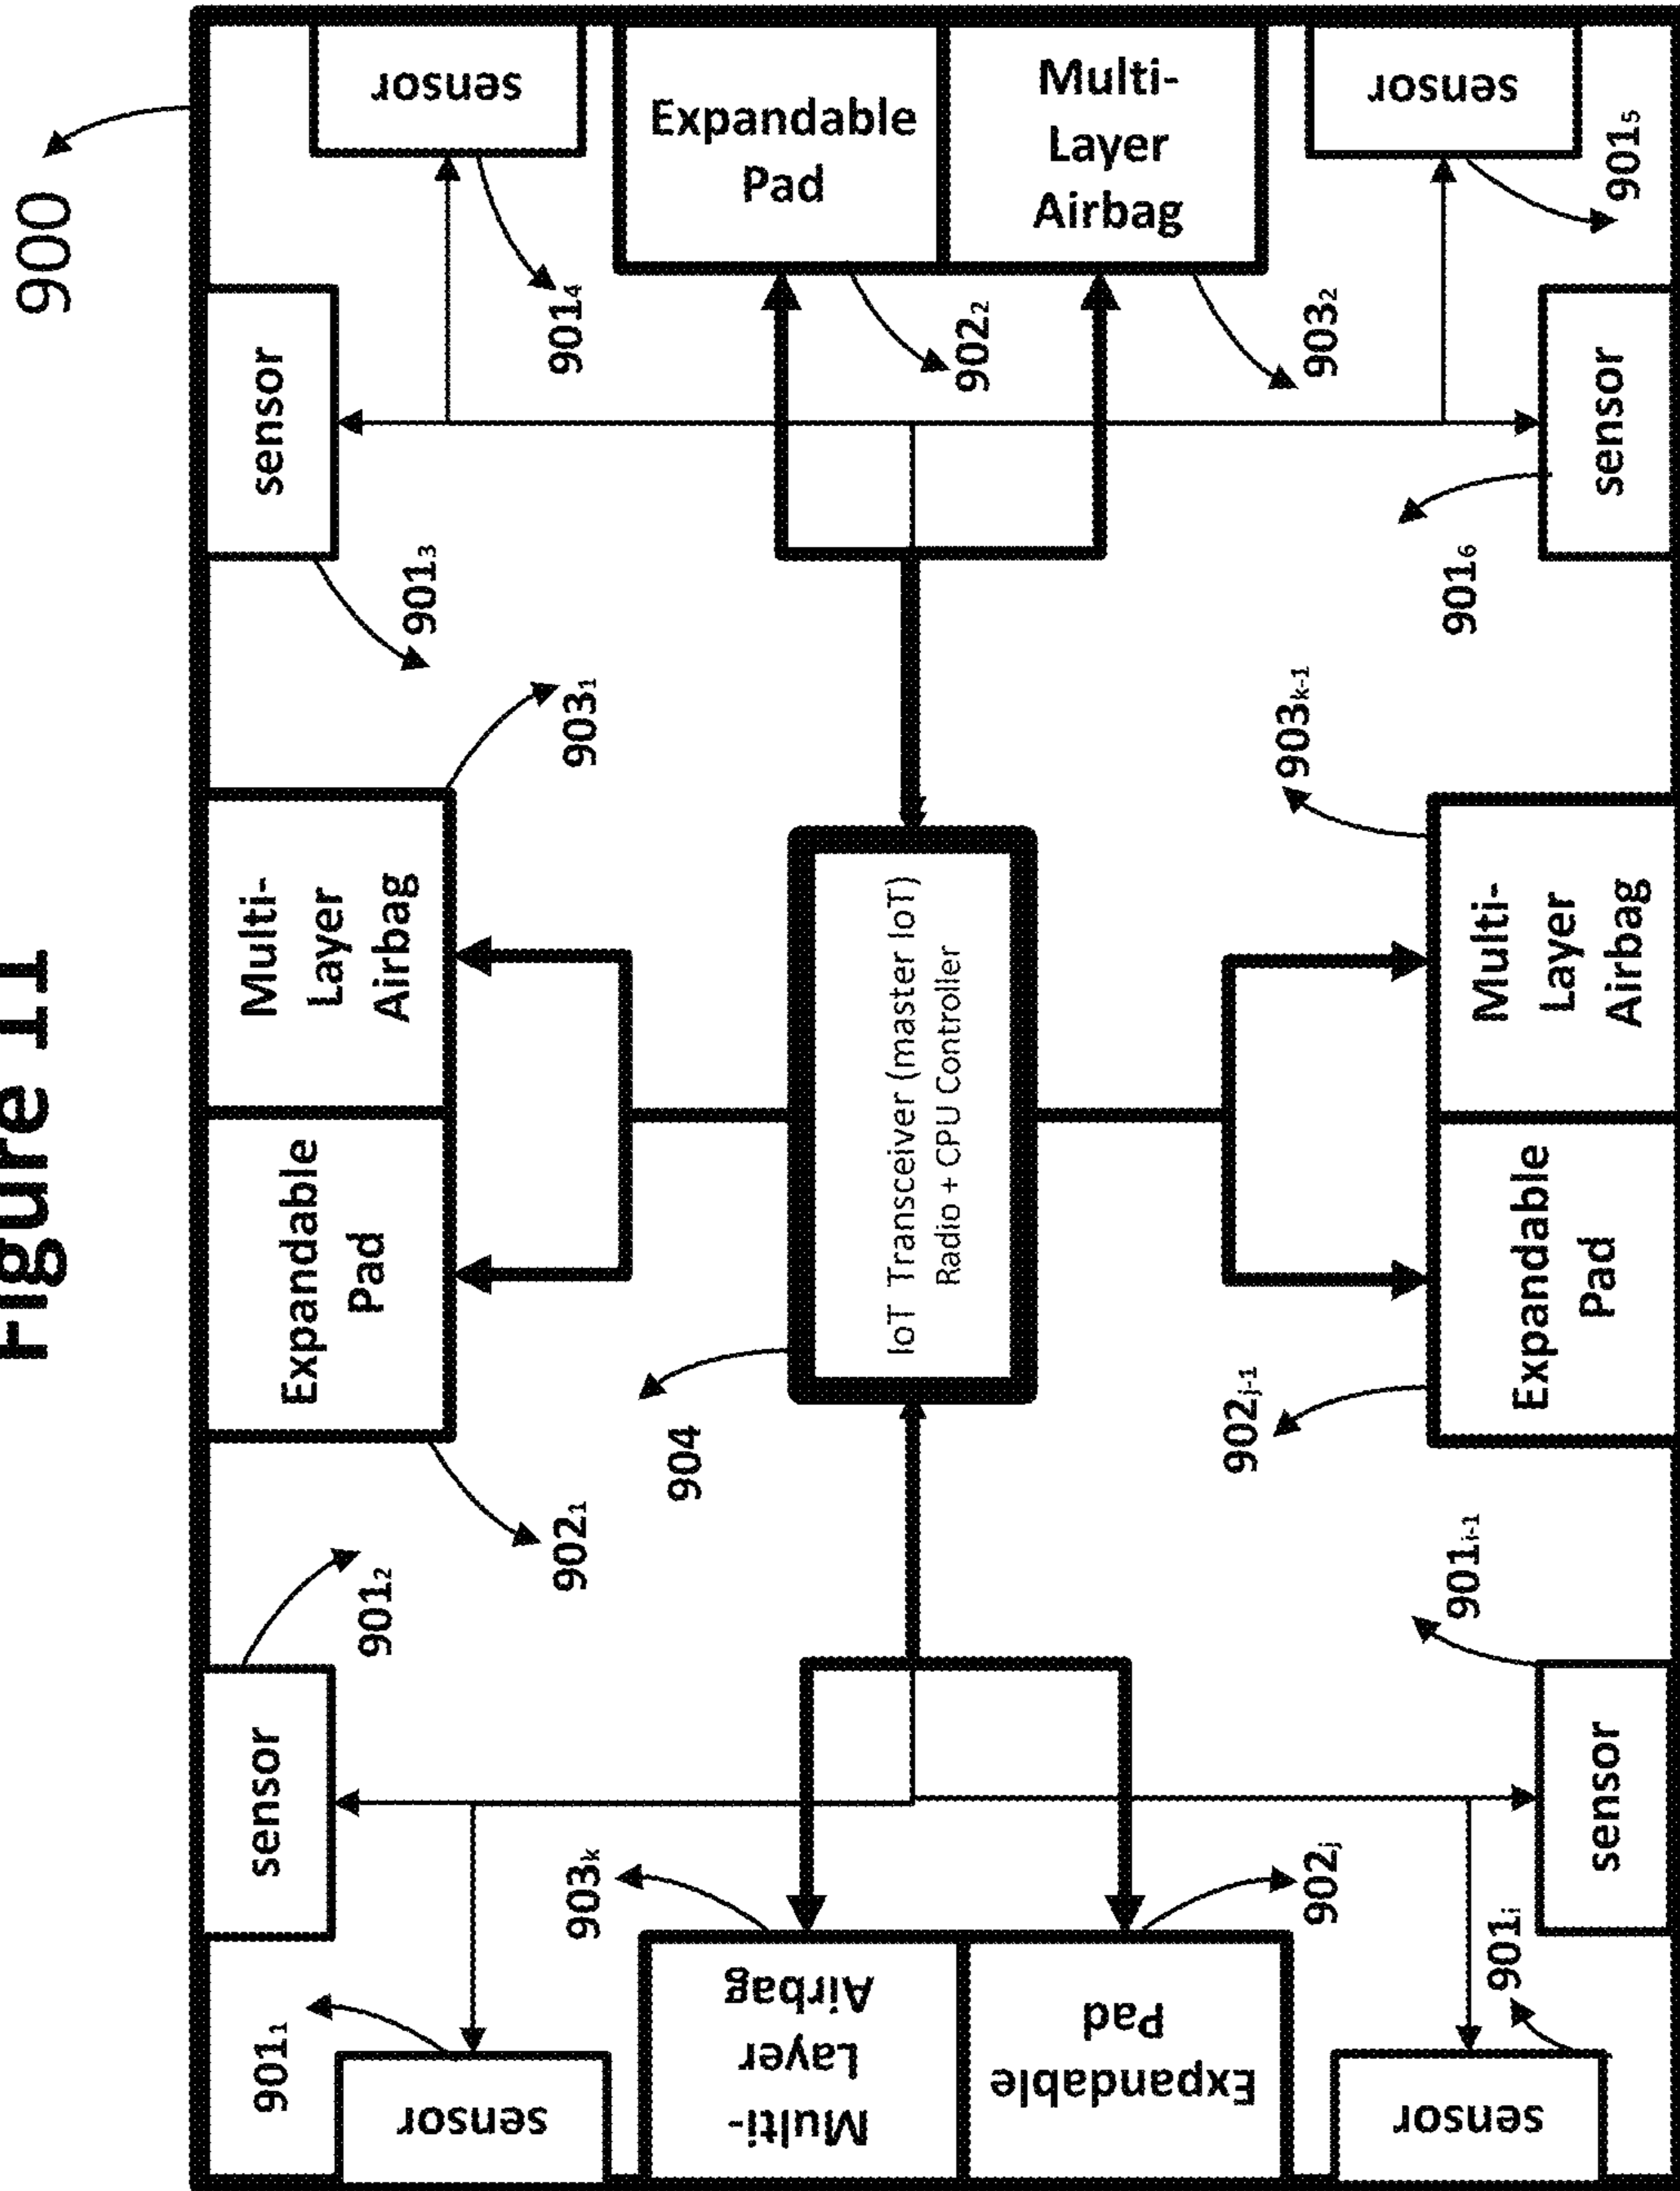 Figure 11
900
sensor
901₁
sensor
901₂
Expandable
Pad
902₁
Multi-
Layer
Airbag
903₁
sensor
901₃
sensor
901₄
Multi-
Layer
Airbag
903ₖ
Expandable
Pad
902ⱼ
904
IoT Transceiver (master IoT)
Radio + CPU Controller
Expandable
Pad
902₂
Multi-
Layer
Airbag
903₂
sensor
901ᵢ
sensor
901ᵢ₋₁
Expandable
Pad
902ⱼ₋₁
Multi-
Layer
Airbag
903ₖ₋₁
sensor
901₆
sensor
901₅